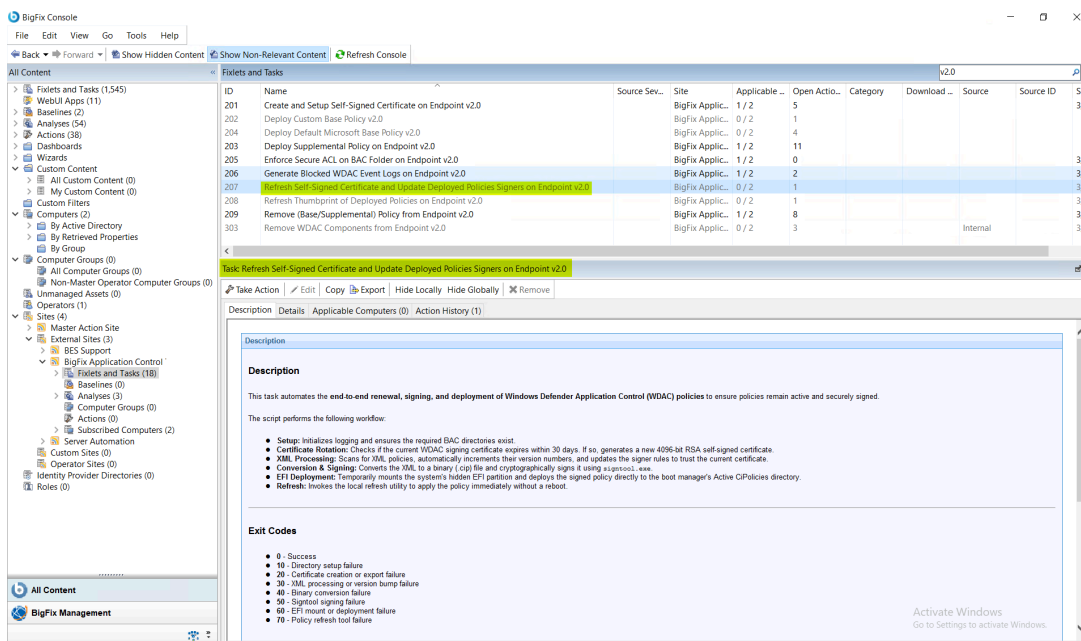 BigFix Console
File Edit View Go Tools Help
Back Forward Show Hidden Content Show Non-Relevant Content Refresh Console
All Content «
Fixlets and Tasks (1,545)
WebUI Apps (11)
Baselines (2)
Analyses (54)
Actions (38)
Dashboards
Wizards
Custom Content
All Custom Content (0)
My Custom Content (0)
Custom Filters
Computers (2)
By Active Directory
By Retrieved Properties
By Group
Computer Groups (0)
All Computer Groups (0)
Non-Master Operator Computer Groups (0)
Unmanaged Assets (0)
Operators (1)
Sites (4)
Master Action Site
External Sites (3)
BES Support
BigFix Application Control
Fixlets and Tasks (18)
Baselines (0)
Analyses (3)
Computer Groups (0)
Actions (0)
Subscribed Computers (2)
Server Automation
Custom Sites (0)
Operator Sites (0)
Identity Provider Directories (0)
Roles (0)
All Content
BigFix Management
Fixlets and Tasks v2.0
ID Name Source Sev... Site Applicable ... Open Actio... Category Download ... Source Source ID S
201 Create and Setup Self-Signed Certificate on Endpoint v2.0 BigFix Applic... 1 / 2 5 3
202 Deploy Custom Base Policy v2.0 BigFix Applic... 0 / 2 1
204 Deploy Default Microsoft Base Policy v2.0 BigFix Applic... 0 / 2 4
203 Deploy Supplemental Policy on Endpoint v2.0 BigFix Applic... 1 / 2 11
205 Enforce Secure ACL on BAC Folder on Endpoint v2.0 BigFix Applic... 1 / 2 0 3
206 Generate Blocked WDAC Event Logs on Endpoint v2.0 BigFix Applic... 1 / 2 2 3
207 Refresh Self-Signed Certificate and Update Deployed Policies Signers on Endpoint v2.0 BigFix Applic... 0 / 2 1 3
208 Refresh Thumbprint of Deployed Policies on Endpoint v2.0 BigFix Applic... 0 / 2 1 3
209 Remove (Base/Supplemental) Policy from Endpoint v2.0 BigFix Applic... 1 / 2 8 3
303 Remove WDAC Components from Endpoint v2.0 BigFix Applic... 0 / 2 3 Internal 3
Task: Refresh Self-Signed Certificate and Update Deployed Policies Signers on Endpoint v2.0
Take Action Edit Copy Export Hide Locally Hide Globally Remove
Description Details Applicable Computers (0) Action History (1)
Description
Description
This task automates the end-to-end renewal, signing, and deployment of Windows Defender Application Control (WDAC) policies to ensure policies remain active and securely signed.
The script performs the following workflow:
● Setup: Initializes logging and ensures the required BAC directories exist.
● Certificate Rotation: Checks if the current WDAC signing certificate expires within 30 days. If so, generates a new 4096-bit RSA self-signed certificate.
● XML Processing: Scans for XML policies, automatically increments their version numbers, and updates the signer rules to trust the current certificate.
● Conversion & Signing: Converts the XML to a binary (.cip) file and cryptographically signs it using signtool.exe.
● EFI Deployment: Temporarily mounts the system's hidden EFI partition and deploys the signed policy directly to the boot manager's Active CiPolicies directory.
● Refresh: Invokes the local refresh utility to apply the policy immediately without a reboot.
Exit Codes
● 0 - Success
● 10 - Directory setup failure
● 20 - Certificate creation or export failure
● 30 - XML processing or version bump failure
● 40 - Binary conversion failure
● 50 - Signtool signing failure
● 60 - EFI mount or deployment failure
● 70 - Policy refresh tool failure
Activate Windows
Go to Settings to activate Windows.